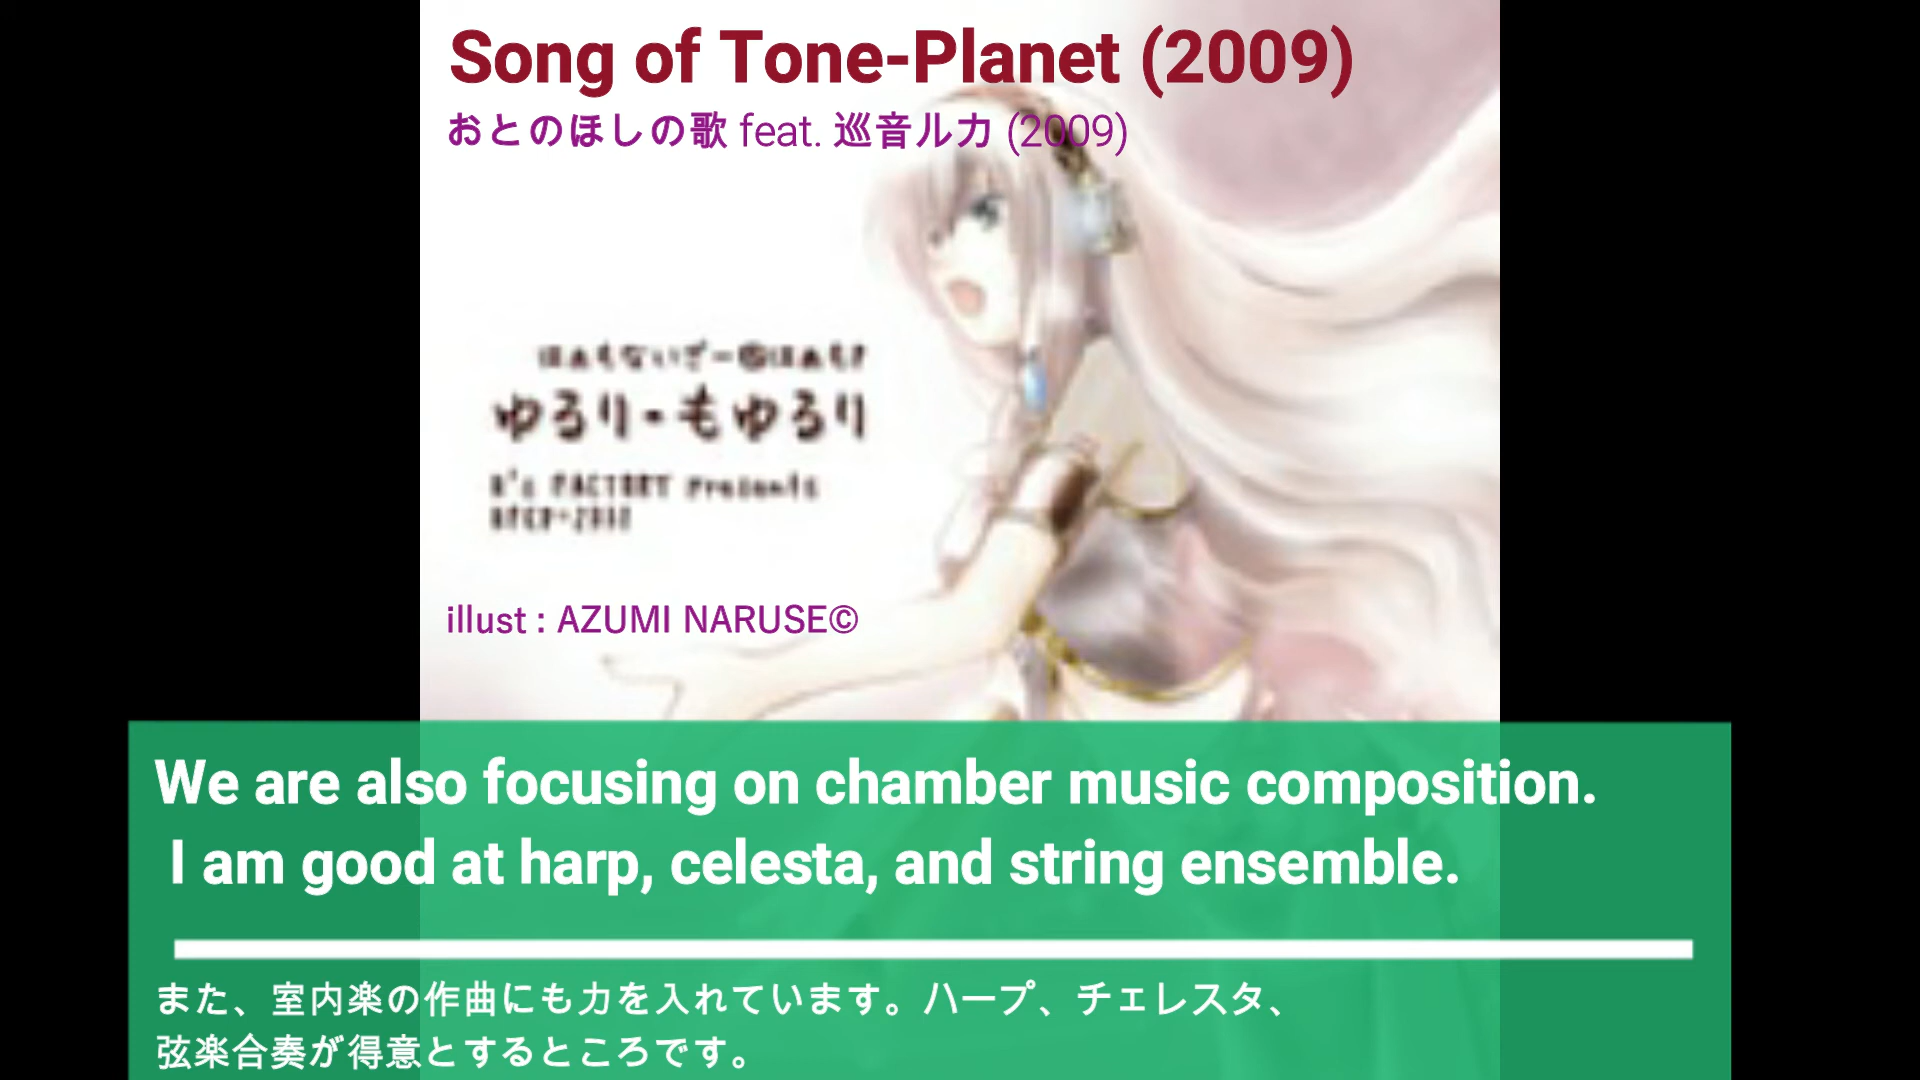 Song of Tone-Planet (2009)
おとのほしの歌 feat. 巡音ルカ (2009)
ゆるり・もゆるり
FACTORY Presents
illust : AZUMI NARUSE©
We are also focusing on chamber music composition.
I am good at harp, celesta, and string ensemble.
また、室内楽の作曲にも力を入れています。ハープ、チェレスタ、
弦楽合奏が得意とするところです。